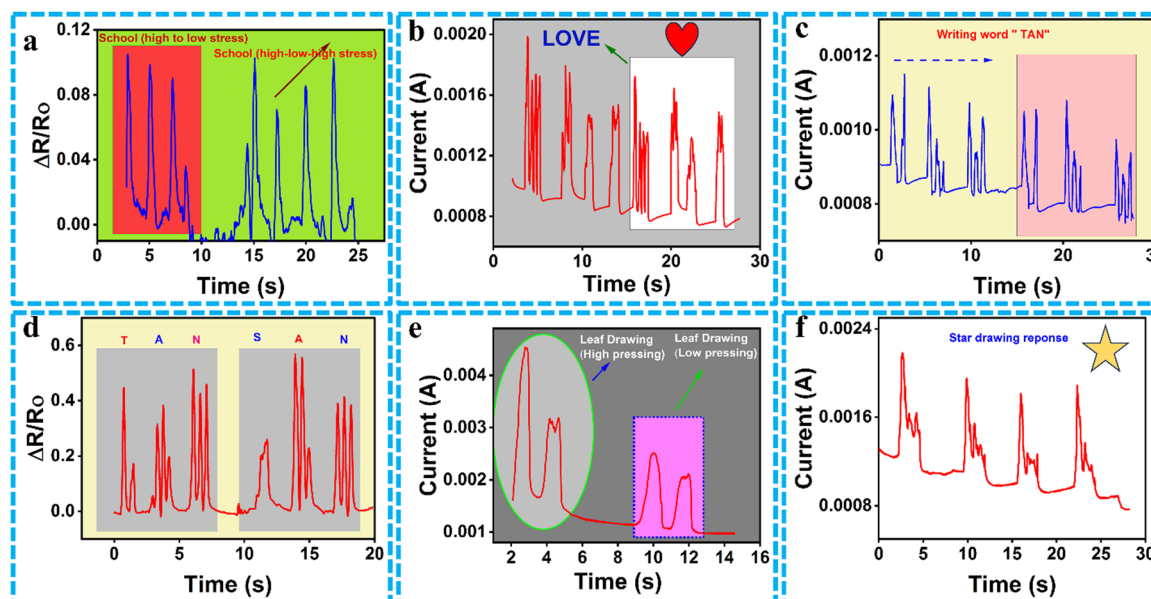 a
School (high to low stress)
School (high-low-high stress)
0.12
0.08
0.04
0.00
ΔR/Ro
0 5 10 15 20 25
Time (s)
b
LOVE
0.0020
0.0016
0.0012
0.0008
Current (A)
0 10 20 30
Time (s)
c
Writing word " TAN"
0.0012
0.0010
0.0008
Current (A)
0 10 20 30
Time (s)
d
T A N S A N
0.6
0.4
0.2
0.0
ΔR/Ro
0 5 10 15 20
Time (s)
e
Leaf Drawing
(High pressing)
Leaf Drawing
(Low pressing)
0.004
0.003
0.002
0.001
Current (A)
2 4 6 8 10 12 14 16
Time (s)
f
Star drawing reponse
0.0024
0.0016
0.0008
Current (A)
0 5 10 15 20 25 30
Time (s)